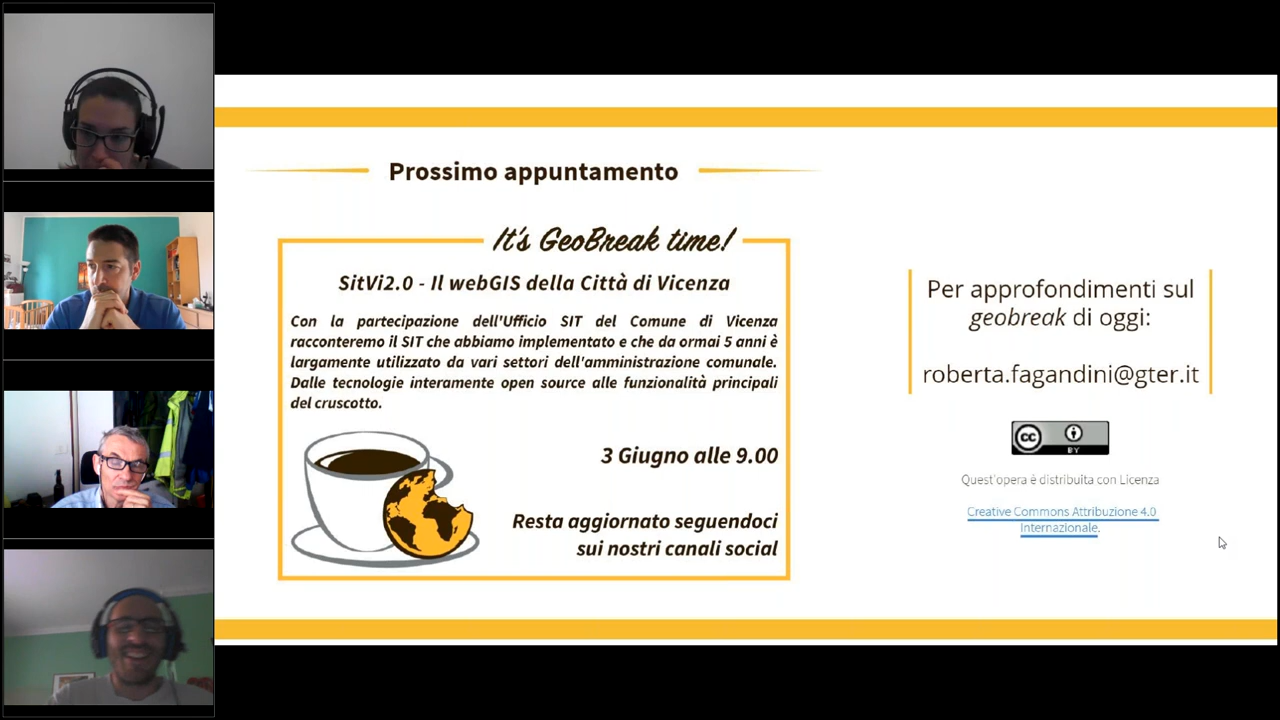 Prossimo appuntamento
It's GeoBreak time!
SitVi2.0 - Il webGIS della Città di Vicenza
Con la partecipazione dell'Ufficio SIT del Comune di Vicenza
racconteremo il SIT che abbiamo implementato e che da ormai 5 anni è
largamente utilizzato da vari settori dell'amministrazione comunale.
Dalle tecnologie interamente open source alle funzionalità principali
del cruscotto.
3 Giugno alle 9.00
Resta aggiornato seguendoci
sui nostri canali social
Per approfondimenti sul
geobreak di oggi:
roberta.fagandini@gter.it
cc
BY
Quest'opera è distribuita con Licenza
Creative Commons Attribuzione 4.0
Internazionale.